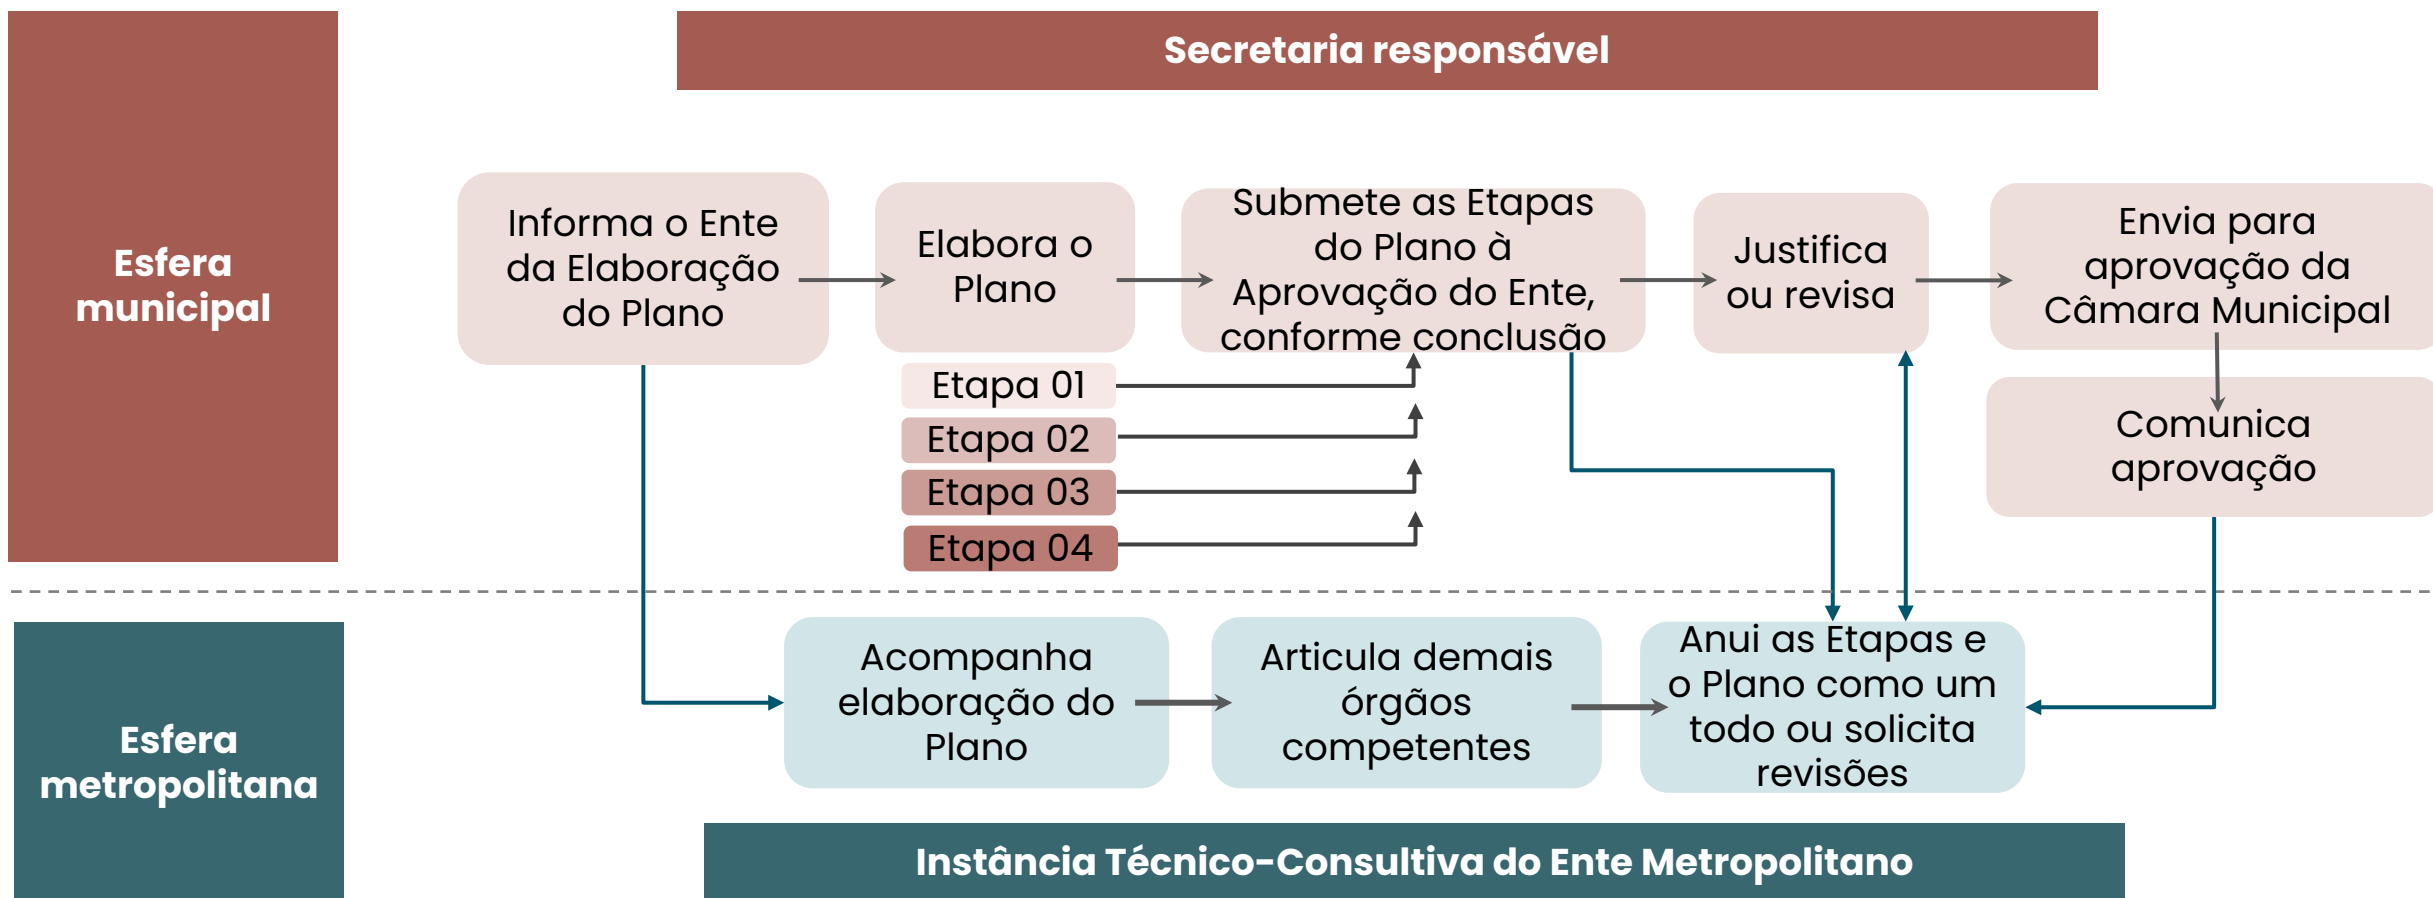 Secretaria responsável
Esfera
municipal
Informa o Ente
da Elaboração
do Plano
Elabora o
Plano
Submete as Etapas
do Plano à
Aprovação do Ente,
conforme conclusão
Justifica
ou revisa
Envia para
aprovação da
Câmara Municipal
Etapa 01
Etapa 02
Etapa 03
Etapa 04
Comunica
aprovação
Esfera
metropolitana
Acompanha
elaboração do
Plano
Articula demais
órgãos
competentes
Anui as Etapas e
o Plano como um
todo ou solicita
revisões
Instância Técnico-Consultiva do Ente Metropolitano